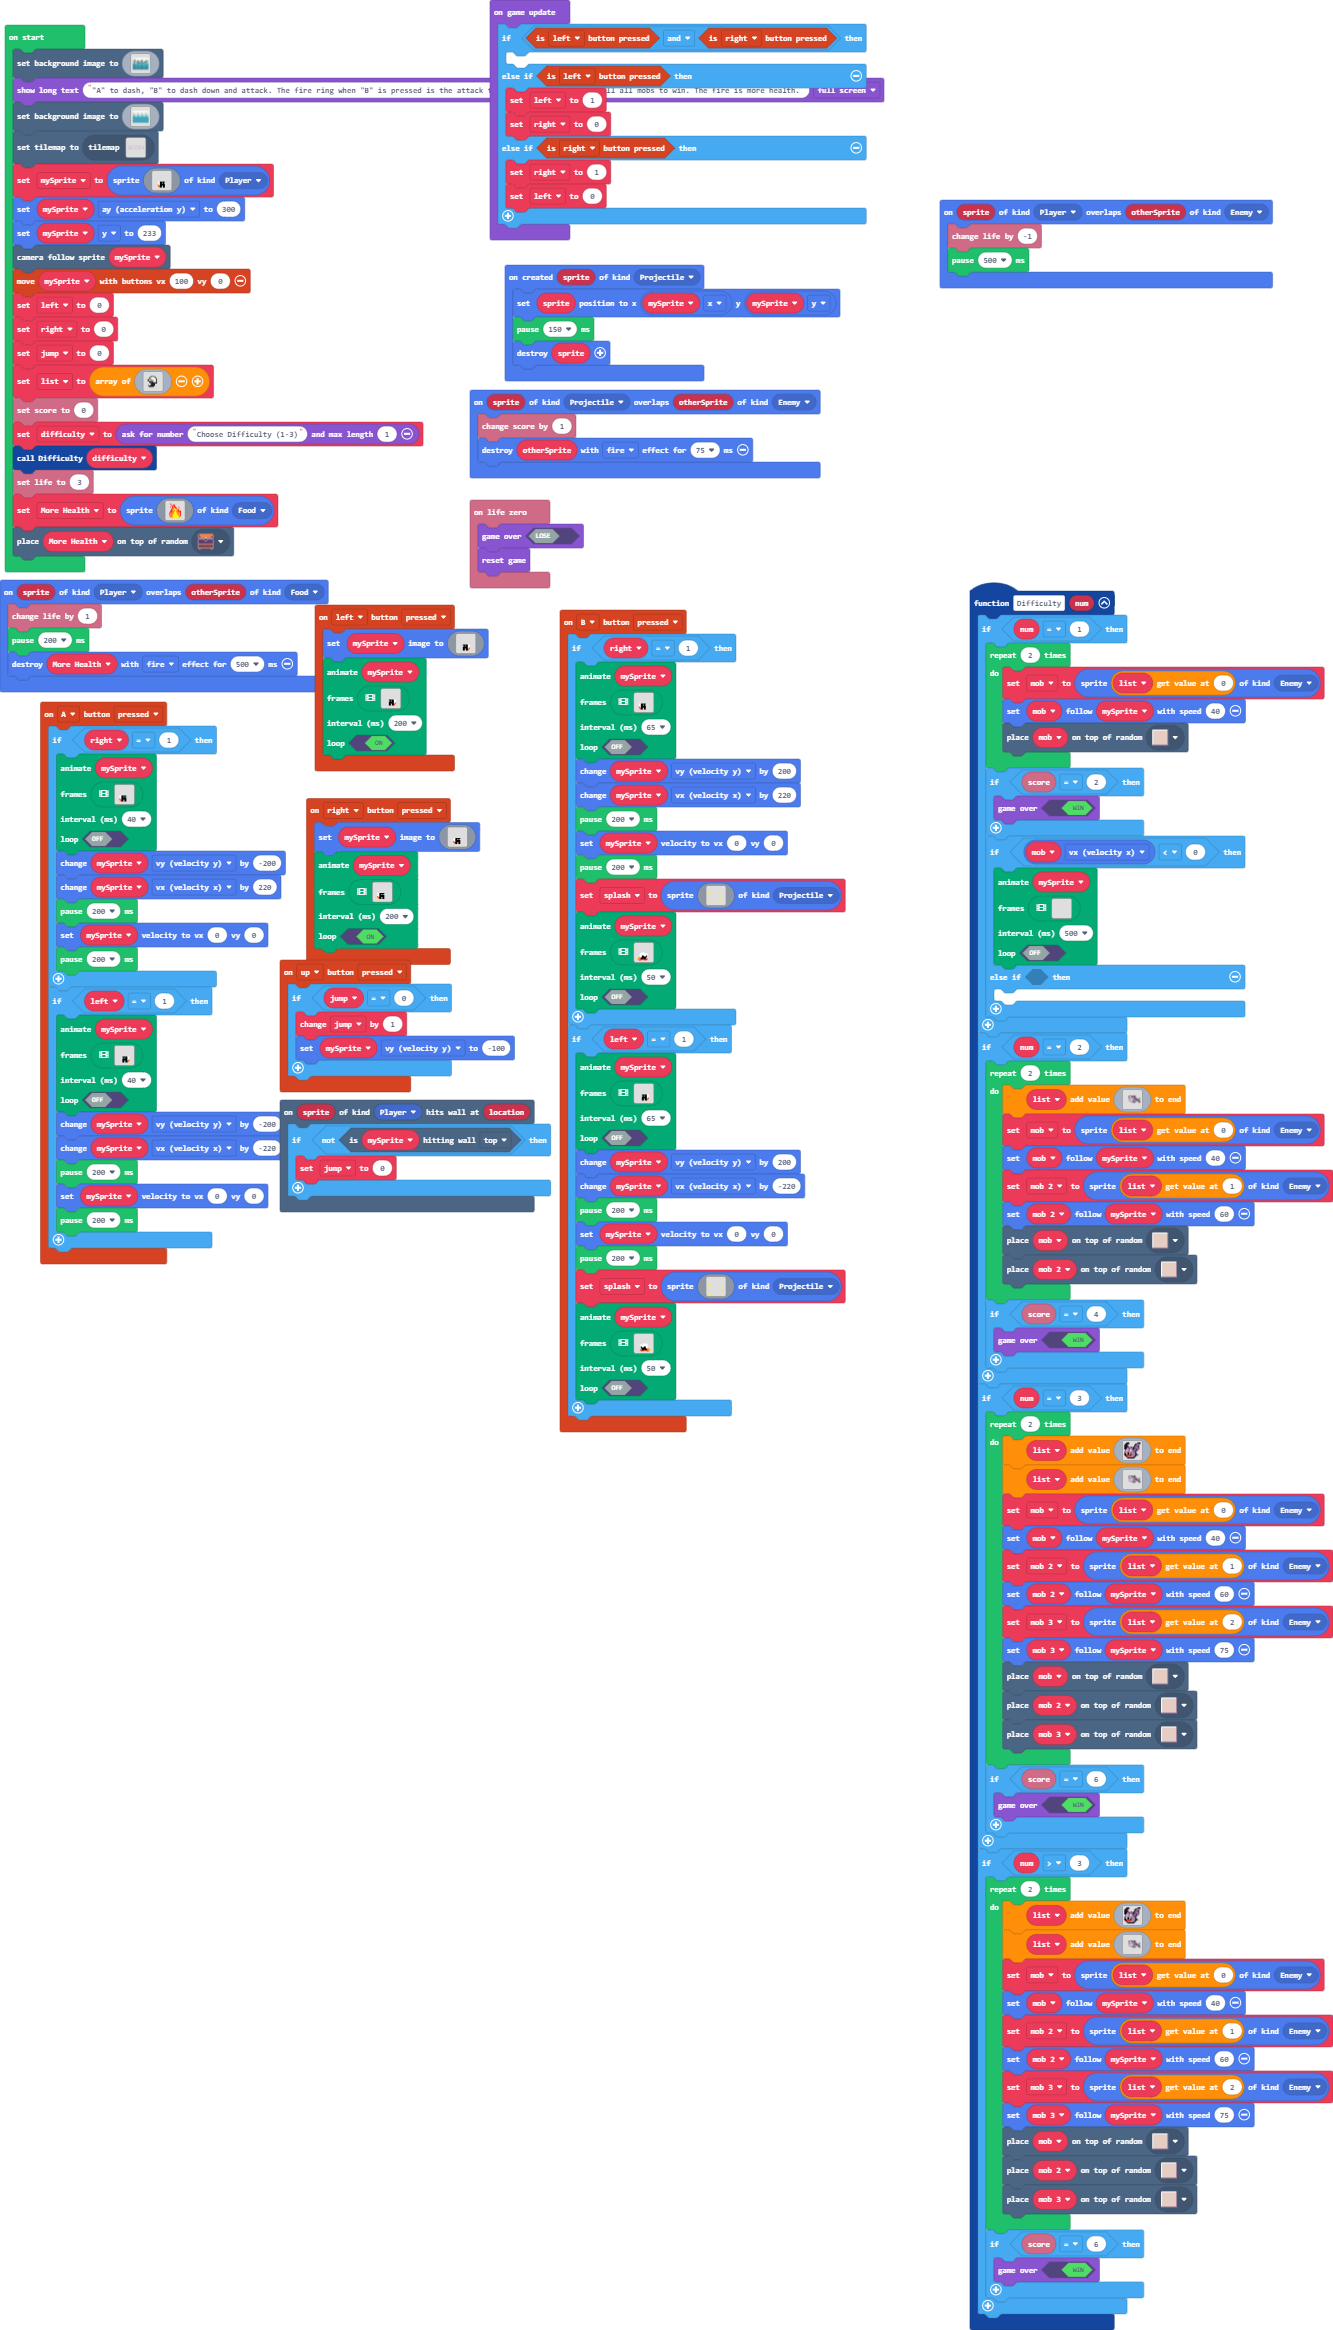 on start
set background image to
show long text "A" to dash, "B" to dash down and attack. The fire ring when "B" is pressed is the attack
ll all mobs to win. The fire is more health. full screen
set background image to
set tilemap to tilemap
set mySprite to sprite of kind Player
set mySprite ay (acceleration y) to 300
set mySprite y to 233
camera follow sprite mySprite
move mySprite with buttons vx 100 vy 0
set left to 0
set right to 0
set jump to 0
set list to array of
set score to 0
set difficulty to ask for number "Choose Difficulty (1-3)" and max length 1
call Difficulty difficulty
set life to 3
set More Health to sprite of kind Food
place More Health on top of random
on game update
if is left button pressed and is right button pressed then
else if is left button pressed then
set left to 1
set right to 0
else if is right button pressed then
set right to 1
set left to 0
on sprite of kind Player overlaps otherSprite of kind Enemy
change life by -1
pause 500 ms
on created sprite of kind Projectile
set sprite position to x mySprite x y mySprite y
pause 150 ms
destroy sprite
on sprite of kind Projectile overlaps otherSprite of kind Enemy
change score by 1
destroy otherSprite with fire effect for 75 ms
on life zero
game over LOSE
reset game
on sprite of kind Player overlaps otherSprite of kind Food
change life by 1
pause 200 ms
destroy More Health with fire effect for 500 ms
on A button pressed
if right = 1 then
animate mySprite
frames
interval (ms) 40
loop OFF
change mySprite vy (velocity y) by -200
change mySprite vx (velocity x) by 220
pause 200 ms
set mySprite velocity to vx 0 vy 0
pause 200 ms
if left = 1 then
animate mySprite
frames
interval (ms) 40
loop OFF
change mySprite vy (velocity y) by -200
change mySprite vx (velocity x) by -220
pause 200 ms
set mySprite velocity to vx 0 vy 0
pause 200 ms
on left button pressed
set mySprite image to
animate mySprite
frames
interval (ms) 200
loop ON
on right button pressed
set mySprite image to
animate mySprite
frames
interval (ms) 200
loop ON
on up button pressed
if jump = 0 then
change jump by 1
set mySprite vy (velocity y) to -100
on sprite of kind Player hits wall at location
if not is mySprite hitting wall top then
set jump to 0
on B button pressed
if right = 1 then
animate mySprite
frames
interval (ms) 65
loop OFF
change mySprite vy (velocity y) by 200
change mySprite vx (velocity x) by 220
pause 200 ms
set mySprite velocity to vx 0 vy 0
pause 200 ms
set splash to sprite of kind Projectile
animate mySprite
frames
interval (ms) 50
loop OFF
if left = 1 then
animate mySprite
frames
interval (ms) 65
loop OFF
change mySprite vy (velocity y) by 200
change mySprite vx (velocity x) by -220
pause 200 ms
set mySprite velocity to vx 0 vy 0
pause 200 ms
set splash to sprite of kind Projectile
animate mySprite
frames
interval (ms) 50
loop OFF
function Difficulty num
if num = 1 then
repeat 2 times
do
set mob to sprite list get value at 0 of kind Enemy
set mob follow mySprite with speed 40
place mob on top of random
if score = 2 then
game over WIN
if mob vx (velocity x) < 0 then
animate mySprite
frames
interval (ms) 500
loop OFF
else if then
if num = 2 then
repeat 2 times
do
list add value to end
set mob to sprite list get value at 0 of kind Enemy
set mob follow mySprite with speed 40
set mob 2 to sprite list get value at 1 of kind Enemy
set mob 2 follow mySprite with speed 60
place mob on top of random
place mob 2 on top of random
if score = 4 then
game over WIN
if num = 3 then
repeat 2 times
do
list add value to end
list add value to end
set mob to sprite list get value at 0 of kind Enemy
set mob follow mySprite with speed 40
set mob 2 to sprite list get value at 1 of kind Enemy
set mob 2 follow mySprite with speed 60
set mob 3 to sprite list get value at 2 of kind Enemy
set mob 3 follow mySprite with speed 75
place mob on top of random
place mob 2 on top of random
place mob 3 on top of random
if score = 6 then
game over WIN
if num > 3 then
repeat 2 times
do
list add value to end
list add value to end
set mob to sprite list get value at 0 of kind Enemy
set mob follow mySprite with speed 40
set mob 2 to sprite list get value at 1 of kind Enemy
set mob 2 follow mySprite with speed 60
set mob 3 to sprite list get value at 2 of kind Enemy
set mob 3 follow mySprite with speed 75
place mob on top of random
place mob 2 on top of random
place mob 3 on top of random
if score = 6 then
game over WIN